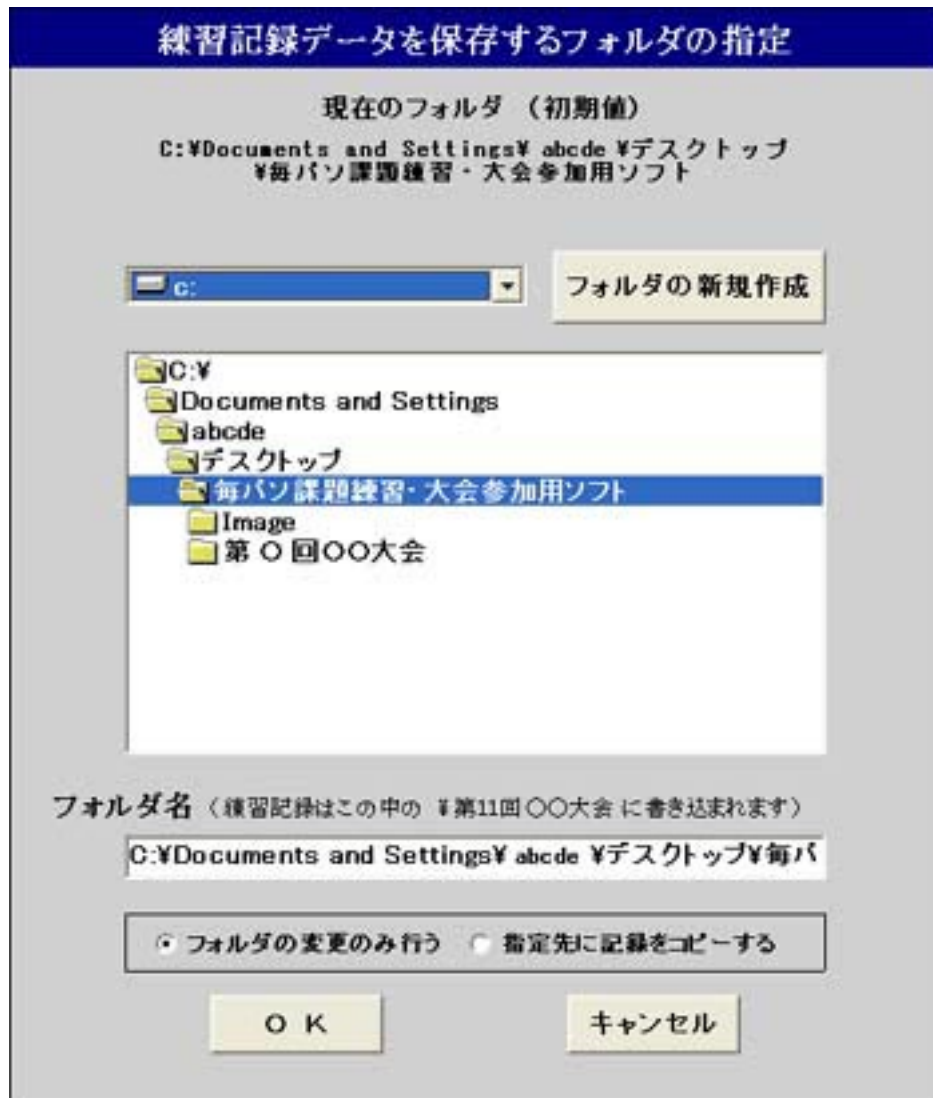 練習記録データを保存するフォルダの指定
現在のフォルダ （初期値）
C:¥Documents and Settings¥ abcde ¥デスクトップ
¥毎パソ課題練習・大会参加用ソフト
c:
フォルダの新規作成
C:¥
Documents and Settings
abcde
デスクトップ
毎パソ課題練習・大会参加用ソフト
Image
第 〇 回〇〇大会
フォルダ名（練習記録はこの中の ¥第11回〇〇大会 に書き込まれます）
C:¥Documents and Settings¥ abcde ¥デスクトップ¥毎パ
フォルダの変更のみ行う 指定先に記録をコピーする
ＯＫ キャンセル